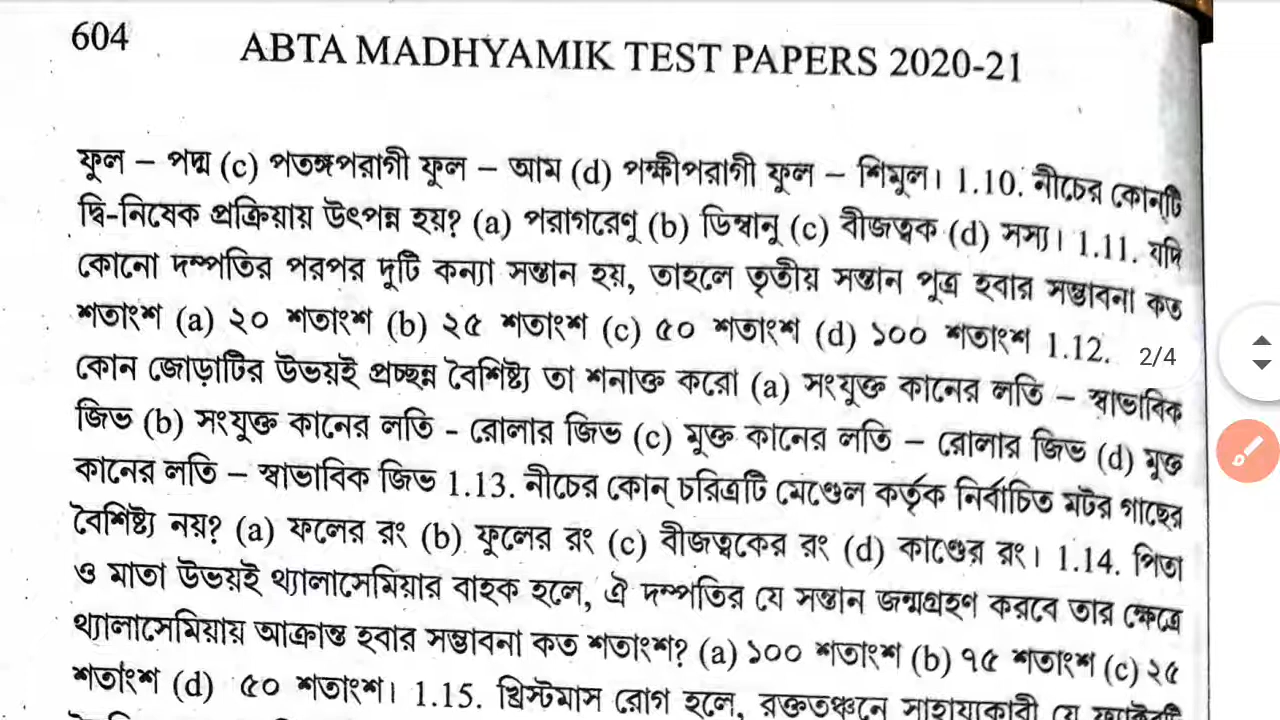 604
ABTA MADHYAMIK TEST PAPERS 2020-21
ফুল – পদ্ম (c) পতঙ্গপরাগী ফুল – আম (d) পক্ষীপরাগী ফুল – শিমুল। 1.10. নীচের কোন্‌টি
দ্বি-নিষেক প্রক্রিয়ায় উৎপন্ন হয়? (a) পরাগরেণু (b) ডিম্বানু (c) বীজত্বক (d) সস্য। 1.11. যদি
কোনো দম্পতির পরপর দুটি কন্যা সন্তান হয়, তাহলে তৃতীয় সন্তান পুত্র হবার সম্ভাবনা কত
শতাংশ (a) ২০ শতাংশ (b) ২৫ শতাংশ (c) ৫০ শতাংশ (d) ১০০ শতাংশ 1.12.
2/4
কোন জোড়াটির উভয়ই প্রচ্ছন্ন বৈশিষ্ট্য তা শনাক্ত করো (a) সংযুক্ত কানের লতি – স্বাভাবিক
জিভ (b) সংযুক্ত কানের লতি - রোলার জিভ (c) মুক্ত কানের লতি – রোলার জিভ (d) মুক্ত
কানের লতি – স্বাভাবিক জিভ 1.13. নীচের কোন্ চরিত্রটি মেণ্ডেল কর্তৃক নির্বাচিত মটর গাছের
বৈশিষ্ট্য নয়? (a) ফলের রং (b) ফুলের রং (c) বীজত্বকের রং (d) কাণ্ডের রং। 1.14. পিতা
ও মাতা উভয়ই থ্যালাসেমিয়ার বাহক হলে, ঐ দম্পতির যে সন্তান জন্মগ্রহণ করবে তার ক্ষেত্রে
থ্যালাসেমিয়ায় আক্রান্ত হবার সম্ভাবনা কত শতাংশ? (a) ১০০ শতাংশ (b) ৭৫ শতাংশ (c) ২৫
শতাংশ (d) ৫০ শতাংশ। 1.15. খ্রিস্টমাস রোগ হলে, রক্ততঞ্চনে সাহায্যকারী যে